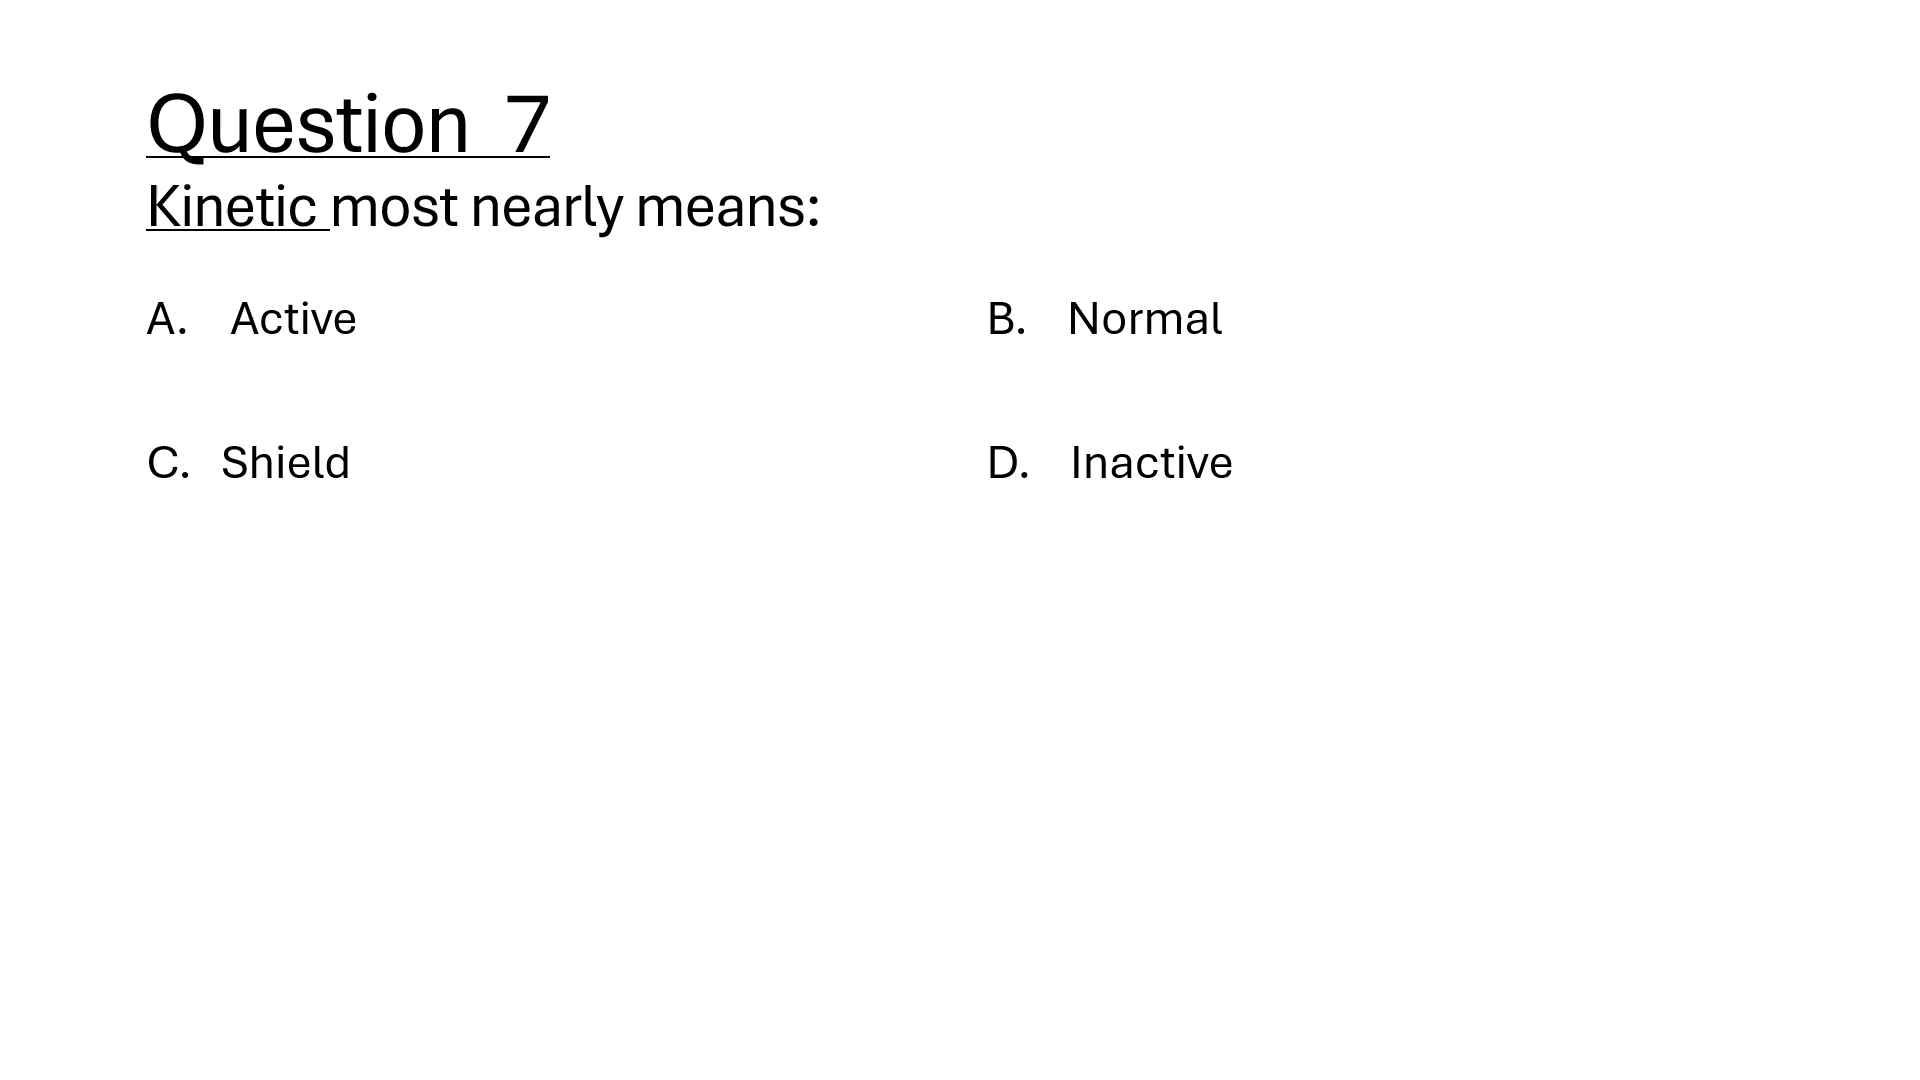 Question 7
Kinetic most nearly means:
A. Active
B. Normal
C. Shield
D. Inactive